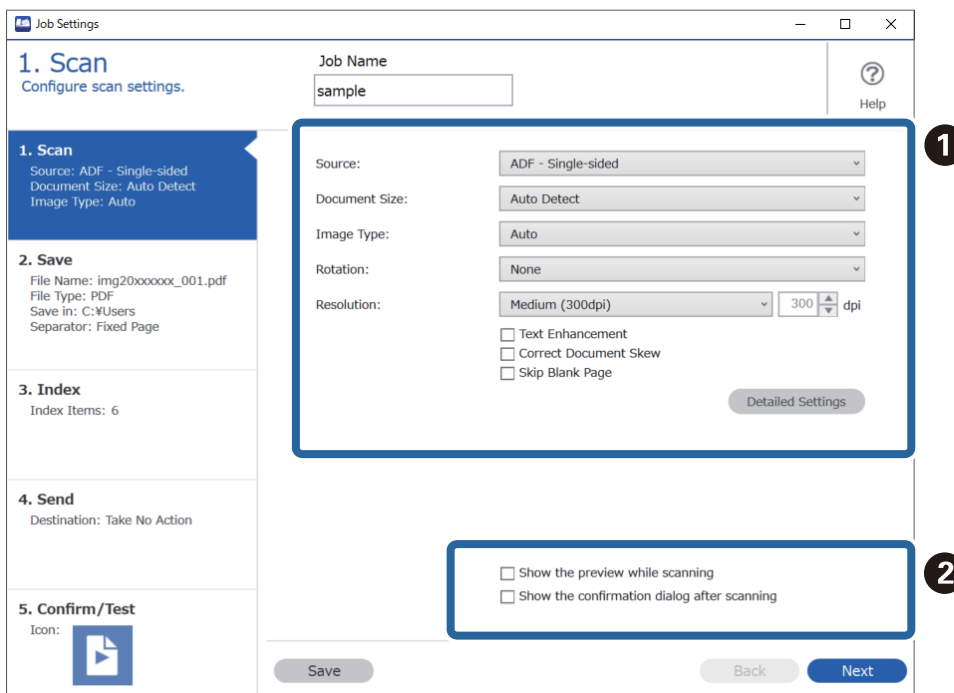 Job Settings
1. Scan
Configure scan settings.
Job Name
sample
?
Help
1. Scan
Source: ADF - Single-sided
Document Size: Auto Detect
Image Type: Auto
2. Save
File Name: img20xxxxxx_001.pdf
File Type: PDF
Save in: C:¥Users
Separator: Fixed Page
3. Index
Index Items: 6
4. Send
Destination: Take No Action
5. Confirm/Test
Icon:
1
Source: ADF - Single-sided
Document Size: Auto Detect
Image Type: Auto
Rotation: None
Resolution: Medium (300dpi) 300 dpi
Text Enhancement
Correct Document Skew
Skip Blank Page
Detailed Settings
2
Show the preview while scanning
Show the confirmation dialog after scanning
Save Back Next